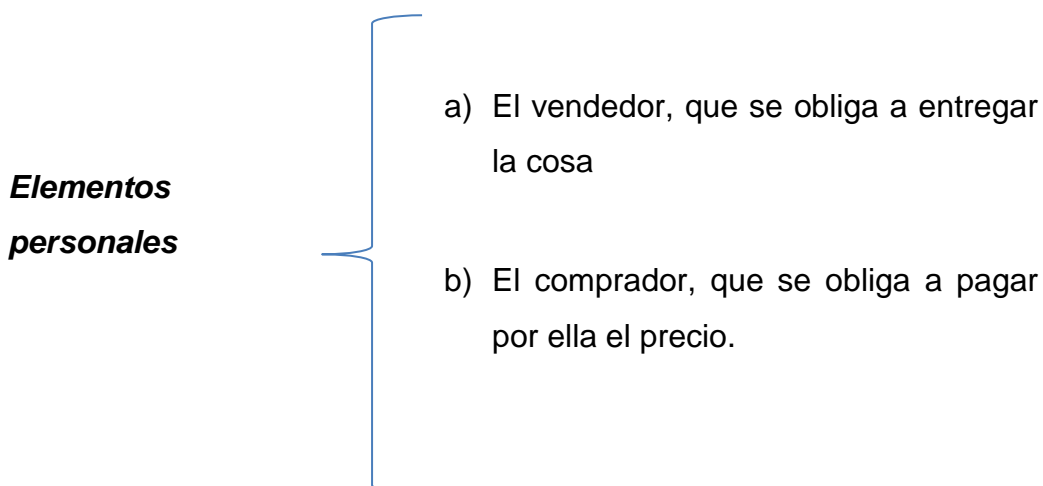 Elementos
personales
a) El vendedor, que se obliga a entregar
la cosa
b) El comprador, que se obliga a pagar
por ella el precio.